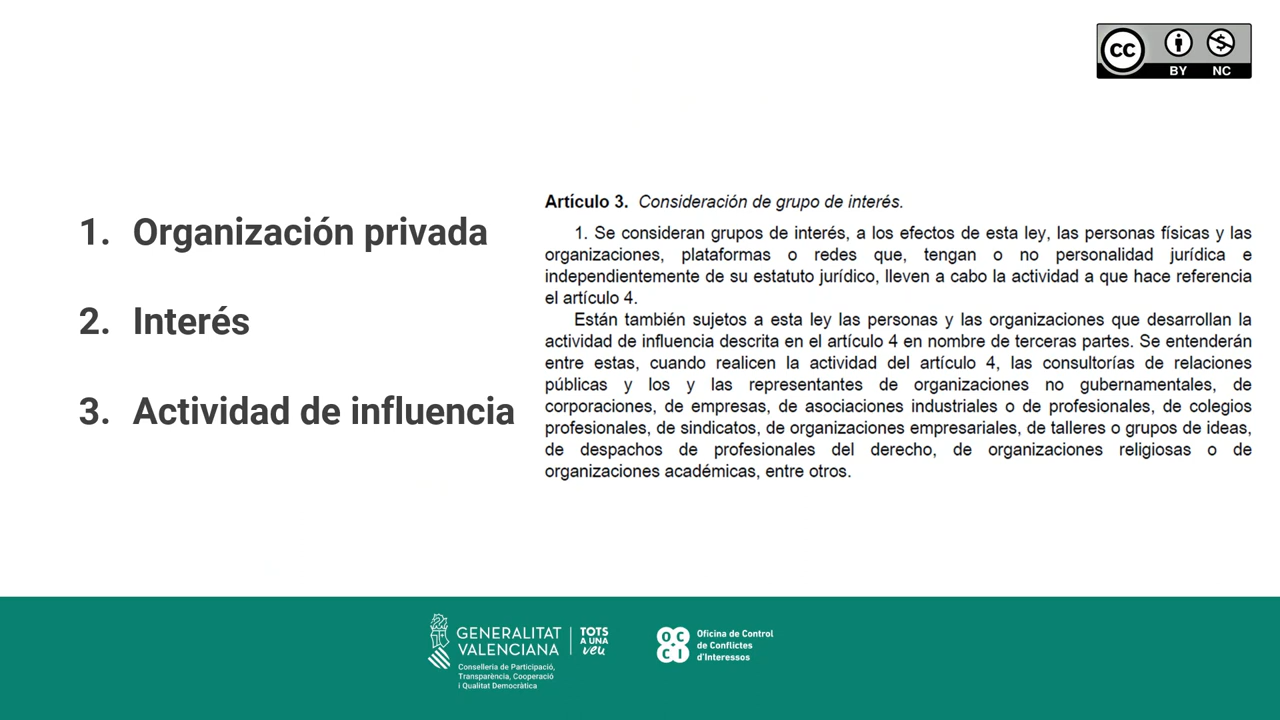 cc
BY NC
1. Organización privada
2. Interés
3. Actividad de influencia
Artículo 3. Consideración de grupo de interés.
1. Se consideran grupos de interés, a los efectos de esta ley, las personas físicas y las
organizaciones, plataformas o redes que, tengan o no personalidad jurídica e
independientemente de su estatuto jurídico, lleven a cabo la actividad a que hace referencia
el artículo 4.
Están también sujetos a esta ley las personas y las organizaciones que desarrollan la
actividad de influencia descrita en el artículo 4 en nombre de terceras partes. Se entenderán
entre estas, cuando realicen la actividad del artículo 4, las consultorías de relaciones
públicas y los y las representantes de organizaciones no gubernamentales, de
corporaciones, de empresas, de asociaciones industriales o de profesionales, de colegios
profesionales, de sindicatos, de organizaciones empresariales, de talleres o grupos de ideas,
de despachos de profesionales del derecho, de organizaciones religiosas o de
organizaciones académicas, entre otros.
GENERALITAT
VALENCIANA
Conselleria de Participació,
Transparència, Cooperació
i Qualitat Democràtica
TOTS
A UNA
veu
OC
CI
Oficina de Control
de Conflictes
d'Interessos